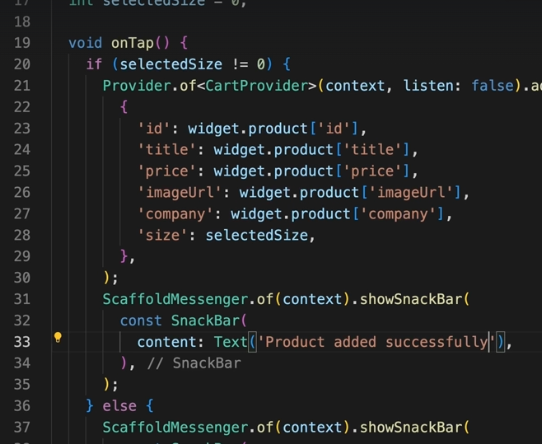 17 int selectedSize = 0;
18
19 void onTap() {
20 if (selectedSize != 0) {
21 Provider.of<CartProvider>(context, listen: false).a
22 {
23 'id': widget.product['id'],
24 'title': widget.product['title'],
25 'price': widget.product['price'],
26 'imageUrl': widget.product['imageUrl'],
27 'company': widget.product['company'],
28 'size': selectedSize,
29 },
30 );
31 ScaffoldMessenger.of(context).showSnackBar(
32 const SnackBar(
33 content: Text('Product added successfully'),
34 ), // SnackBar
35 );
36 } else {
37 ScaffoldMessenger.of(context).showSnackBar(